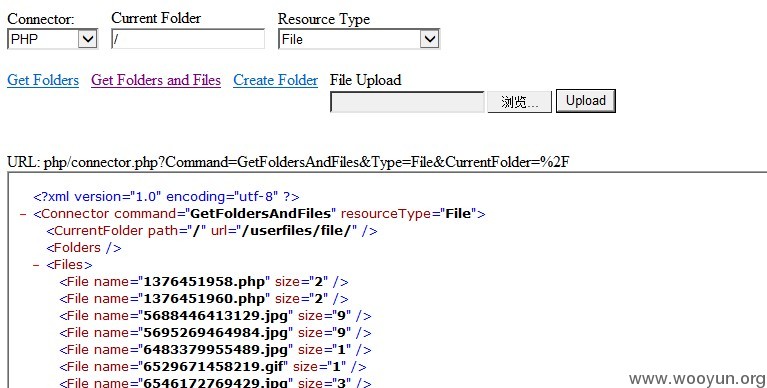 Connector: Current Folder Resource Type
PHP / File
Get Folders Get Folders and Files Create Folder File Upload
浏览... Upload
URL: php/connector.php?Command=GetFoldersAndFiles&Type=File&CurrentFolder=%2F
<?xml version="1.0" encoding="utf-8" ?>
- <Connector command="GetFoldersAndFiles" resourceType="File">
<CurrentFolder path="/" url="/userfiles/file/" />
<Folders />
- <Files>
<File name="1376451958.php" size="2" />
<File name="1376451960.php" size="2" />
<File name="5688446413129.jpg" size="9" />
<File name="5695269464984.jpg" size="9" />
<File name="6483379955489.jpg" size="1" />
<File name="6529671458219.gif" size="1" />
<File name="6546172769429.jpg" size="3" />
www.wooyun.org